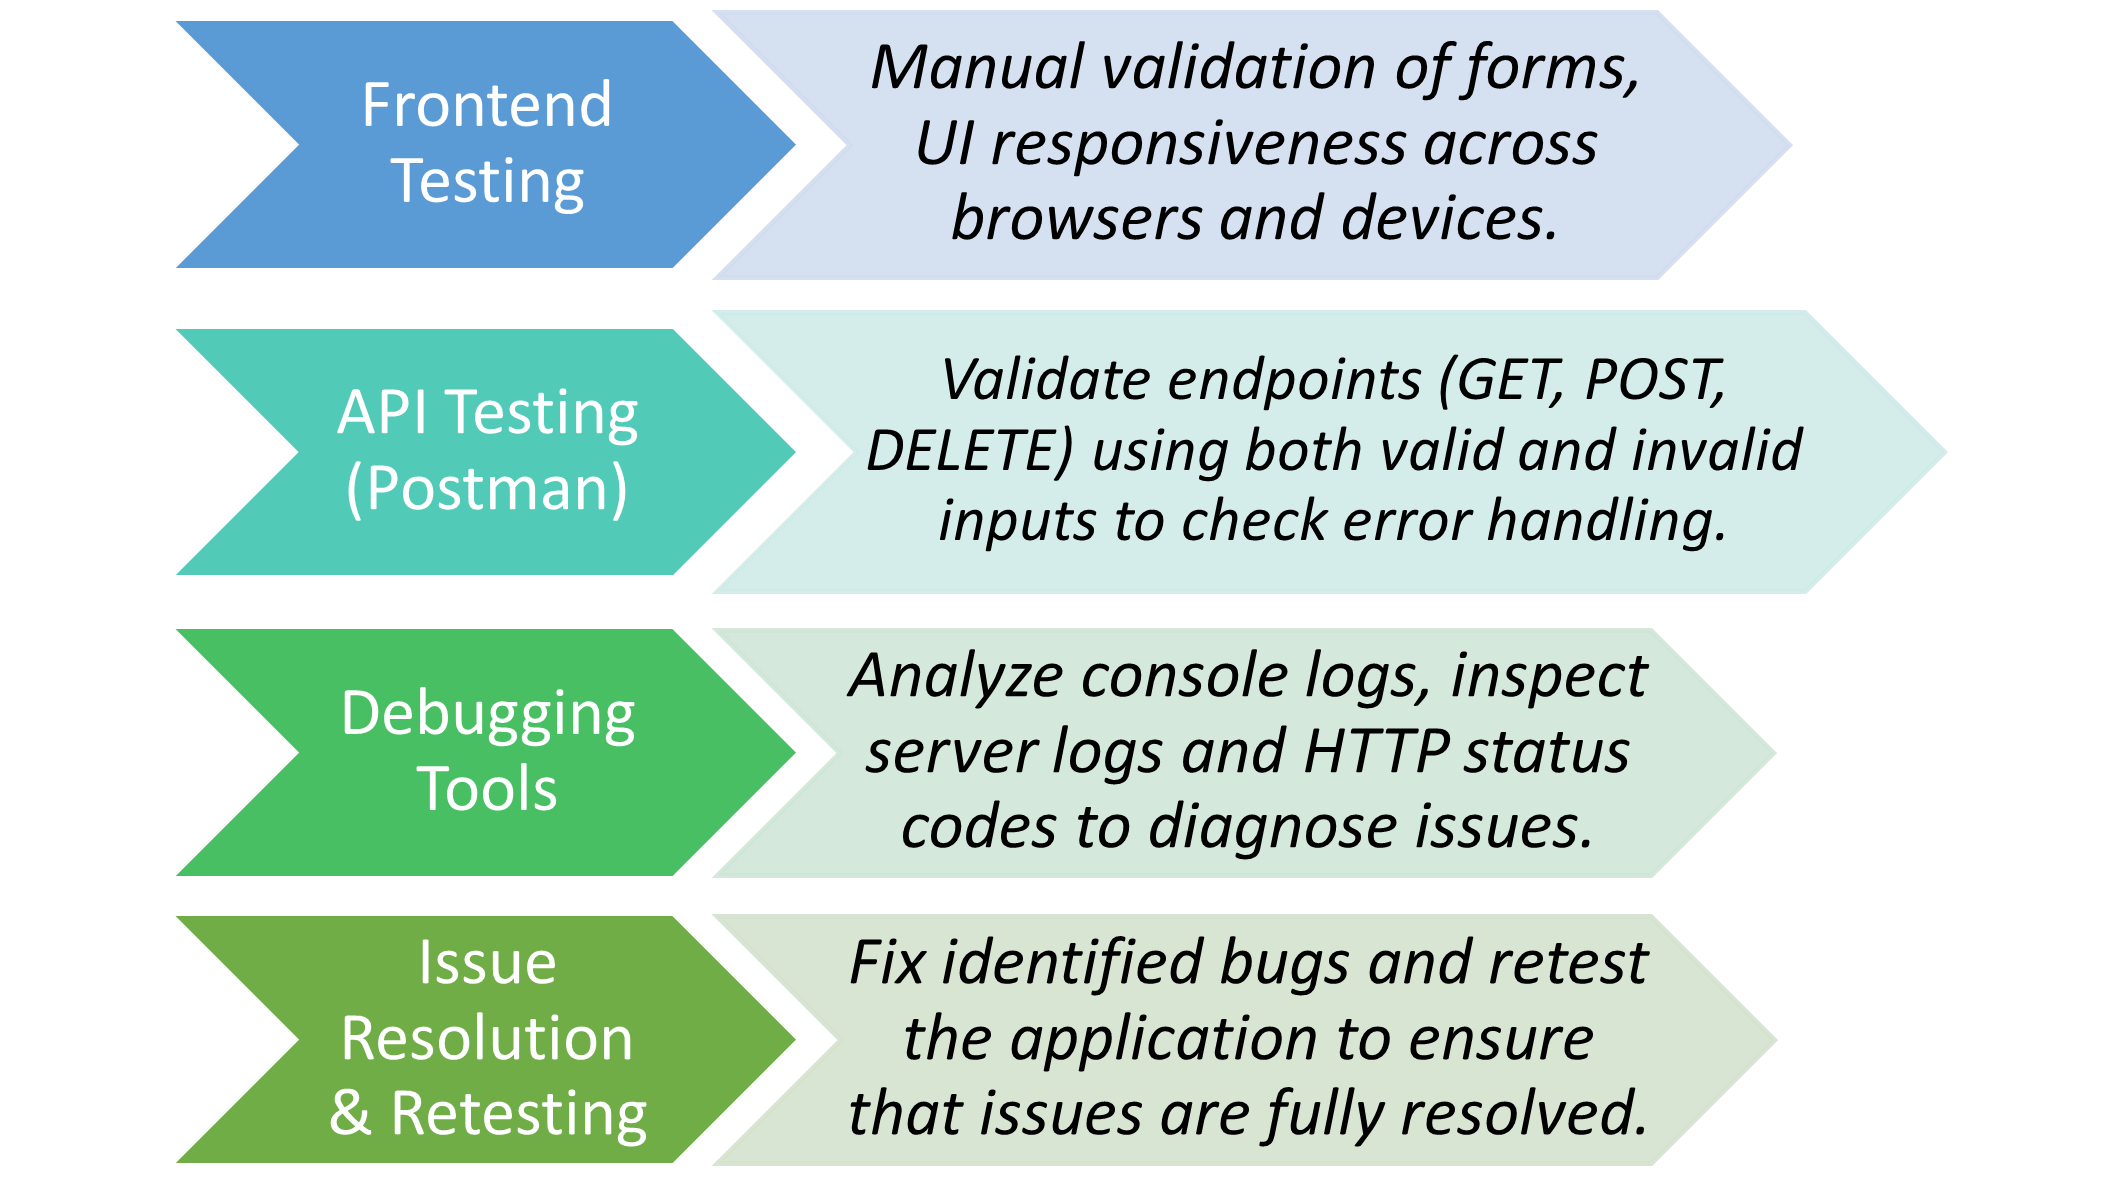 Frontend
Testing
Manual validation of forms,
UI responsiveness across
browsers and devices.
API Testing
(Postman)
Validate endpoints (GET, POST,
DELETE) using both valid and invalid
inputs to check error handling.
Debugging
Tools
Analyze console logs, inspect
server logs and HTTP status
codes to diagnose issues.
Issue
Resolution
& Retesting
Fix identified bugs and retest
the application to ensure
that issues are fully resolved.